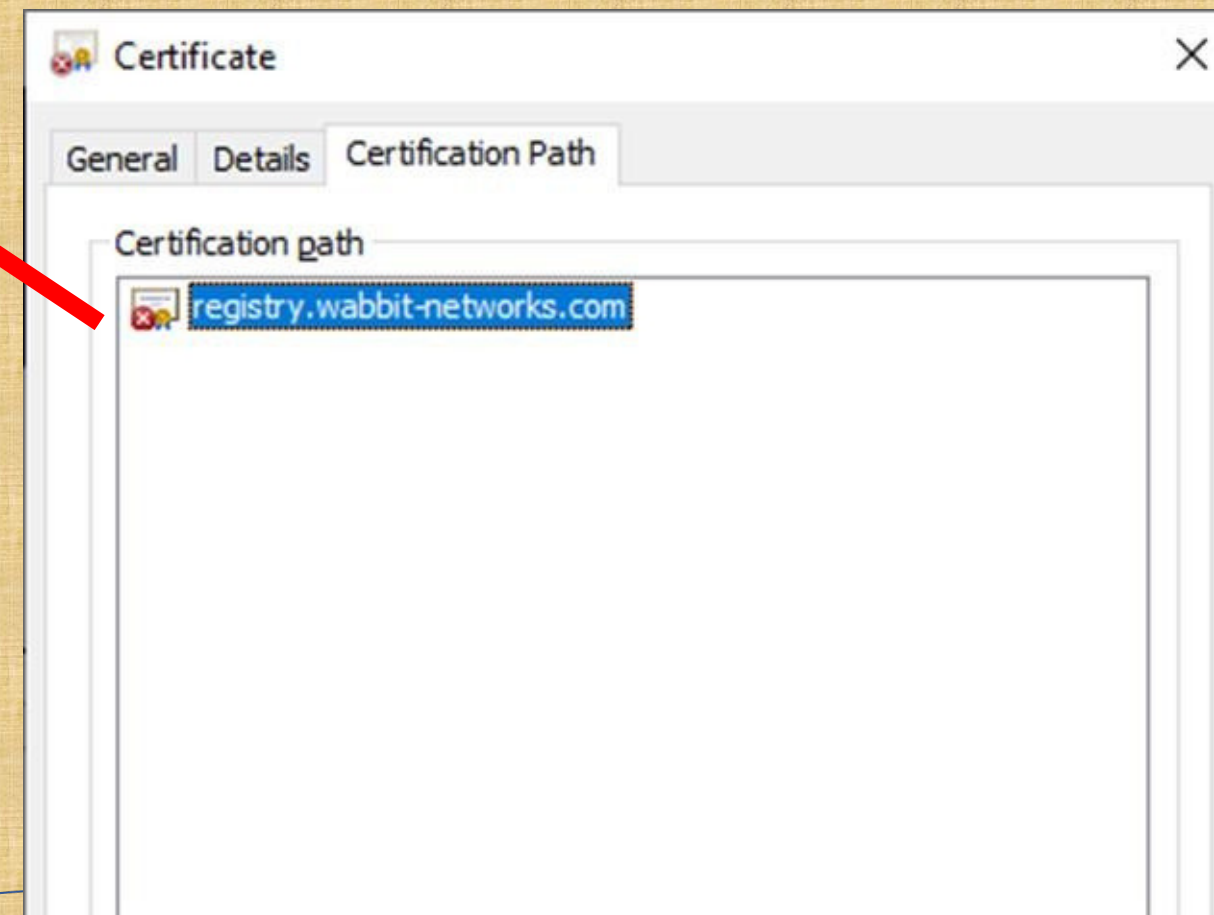 Certificate
General Details Certification Path
Certification path
registry.wabbit-networks.com